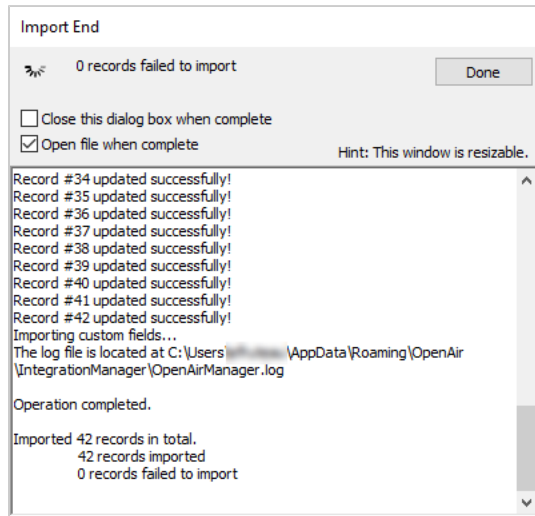 Import End
0 records failed to import
Done
Close this dialog box when complete
Open file when complete
Hint: This window is resizable.
Record #34 updated successfully!
Record #35 updated successfully!
Record #36 updated successfully!
Record #37 updated successfully!
Record #38 updated successfully!
Record #39 updated successfully!
Record #40 updated successfully!
Record #41 updated successfully!
Record #42 updated successfully!
Importing custom fields...
The log file is located at C:\Users\ \AppData\Roaming\OpenAir
\IntegrationManager\OpenAirManager.log
Operation completed.
Imported 42 records in total.
42 records imported
0 records failed to import